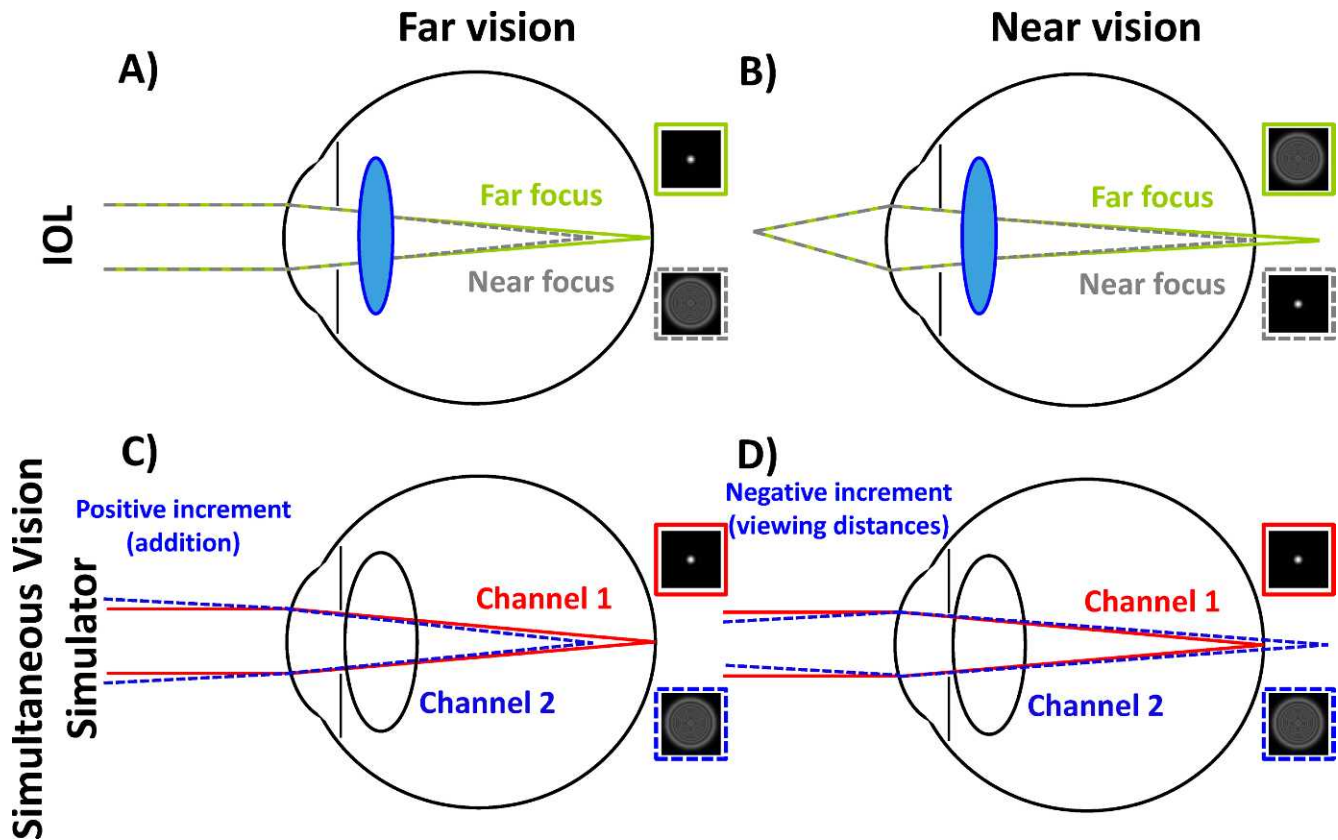 Far vision
Near vision
A)
B)
IOL
Far focus
Near focus
Far focus
Near focus
C)
D)
Simultaneous Vision
Simulator
Positive increment
(addition)
Channel 1
Channel 2
Negative increment
(viewing distances)
Channel 1
Channel 2